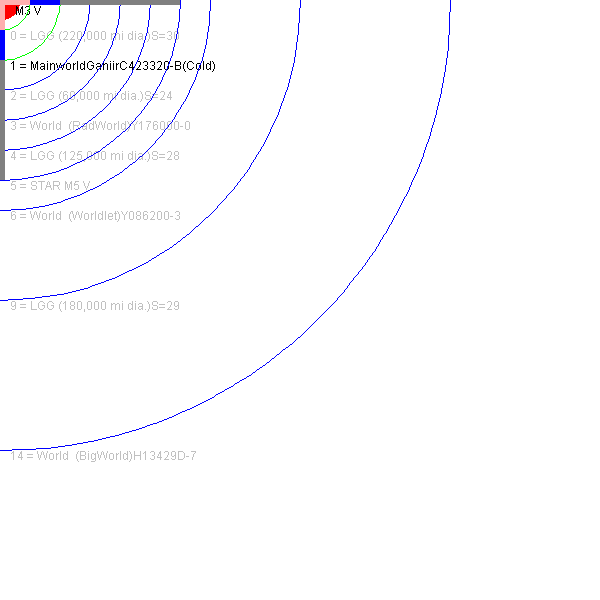 M3 V
0 = LGG (220,000 mi dia.)S=30
1 = MainworldGaniirC423320-B(Cold)
2 = LGG (60,000 mi dia.)S=24
3 = World (RadWorld)Y176000-0
4 = LGG (125,000 mi dia.)S=28
5 = STAR M5 V
6 = World (Worldlet)Y086200-3
9 = LGG (180,000 mi dia.)S=29
14 = World (BigWorld)H13429D-7